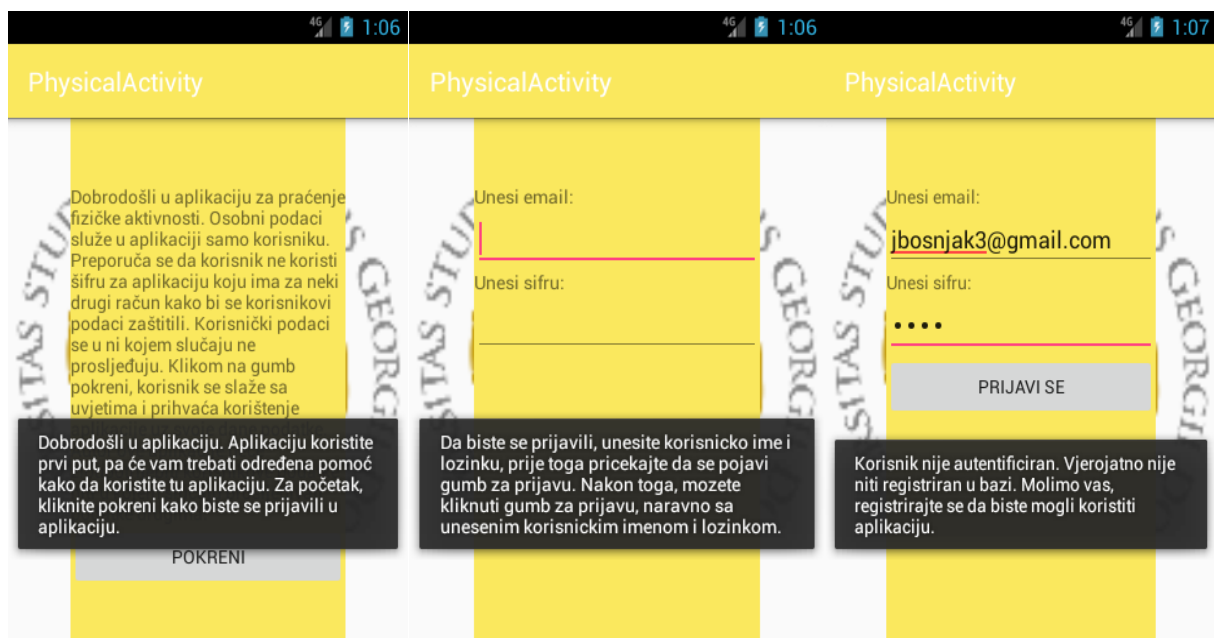 4G 1:06
PhysicalActivity
Dobrodošli u aplikaciju za praćenje
fizičke aktivnosti. Osobni podaci
služe u aplikaciji samo korisniku.
Preporuča se da korisnik ne koristi
šifru za aplikaciju koju ima za neki
drugi račun kako bi se korisnikovi
podaci zaštitili. Korisnički podaci
se u ni kojem slučaju ne
prosljeđuju. Klikom na gumb
pokreni, korisnik se slaže sa
uvjetima i prihvaća korištenje
Dobrodošli u aplikaciju. Aplikaciju koristite
prvi put, pa će vam trebati određena pomoć
kako da koristite tu aplikaciju. Za početak,
kliknite pokreni kako biste se prijavili u
aplikaciju.
POKRENI
4G 1:06
PhysicalActivity
Unesi email:
Unesi sifru:
Da biste se prijavili, unesite korisnicko ime i
lozinku, prije toga pricekajte da se pojavi
gumb za prijavu. Nakon toga, mozete
kliknuti gumb za prijavu, naravno sa
unesenim korisnickim imenom i lozinkom.
4G 1:07
PhysicalActivity
Unesi email:
jbosnjak3@gmail.com
Unesi sifru:
••••
PRIJAVI SE
Korisnik nije autentificiran. Vjerojatno nije
niti registriran u bazi. Molimo vas,
registrirajte se da biste mogli koristiti
aplikaciju.